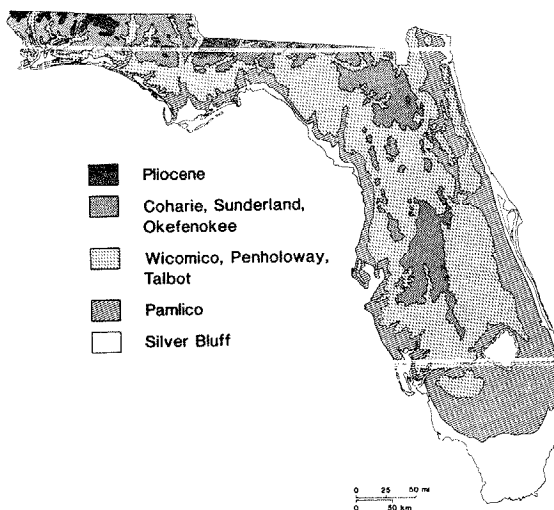 Pliocene
Coharie, Sunderland,
Okefenokee
Wicomico, Penholoway,
Talbot
Pamlico
Silver Bluff
0 25 50 mi
0 50 km